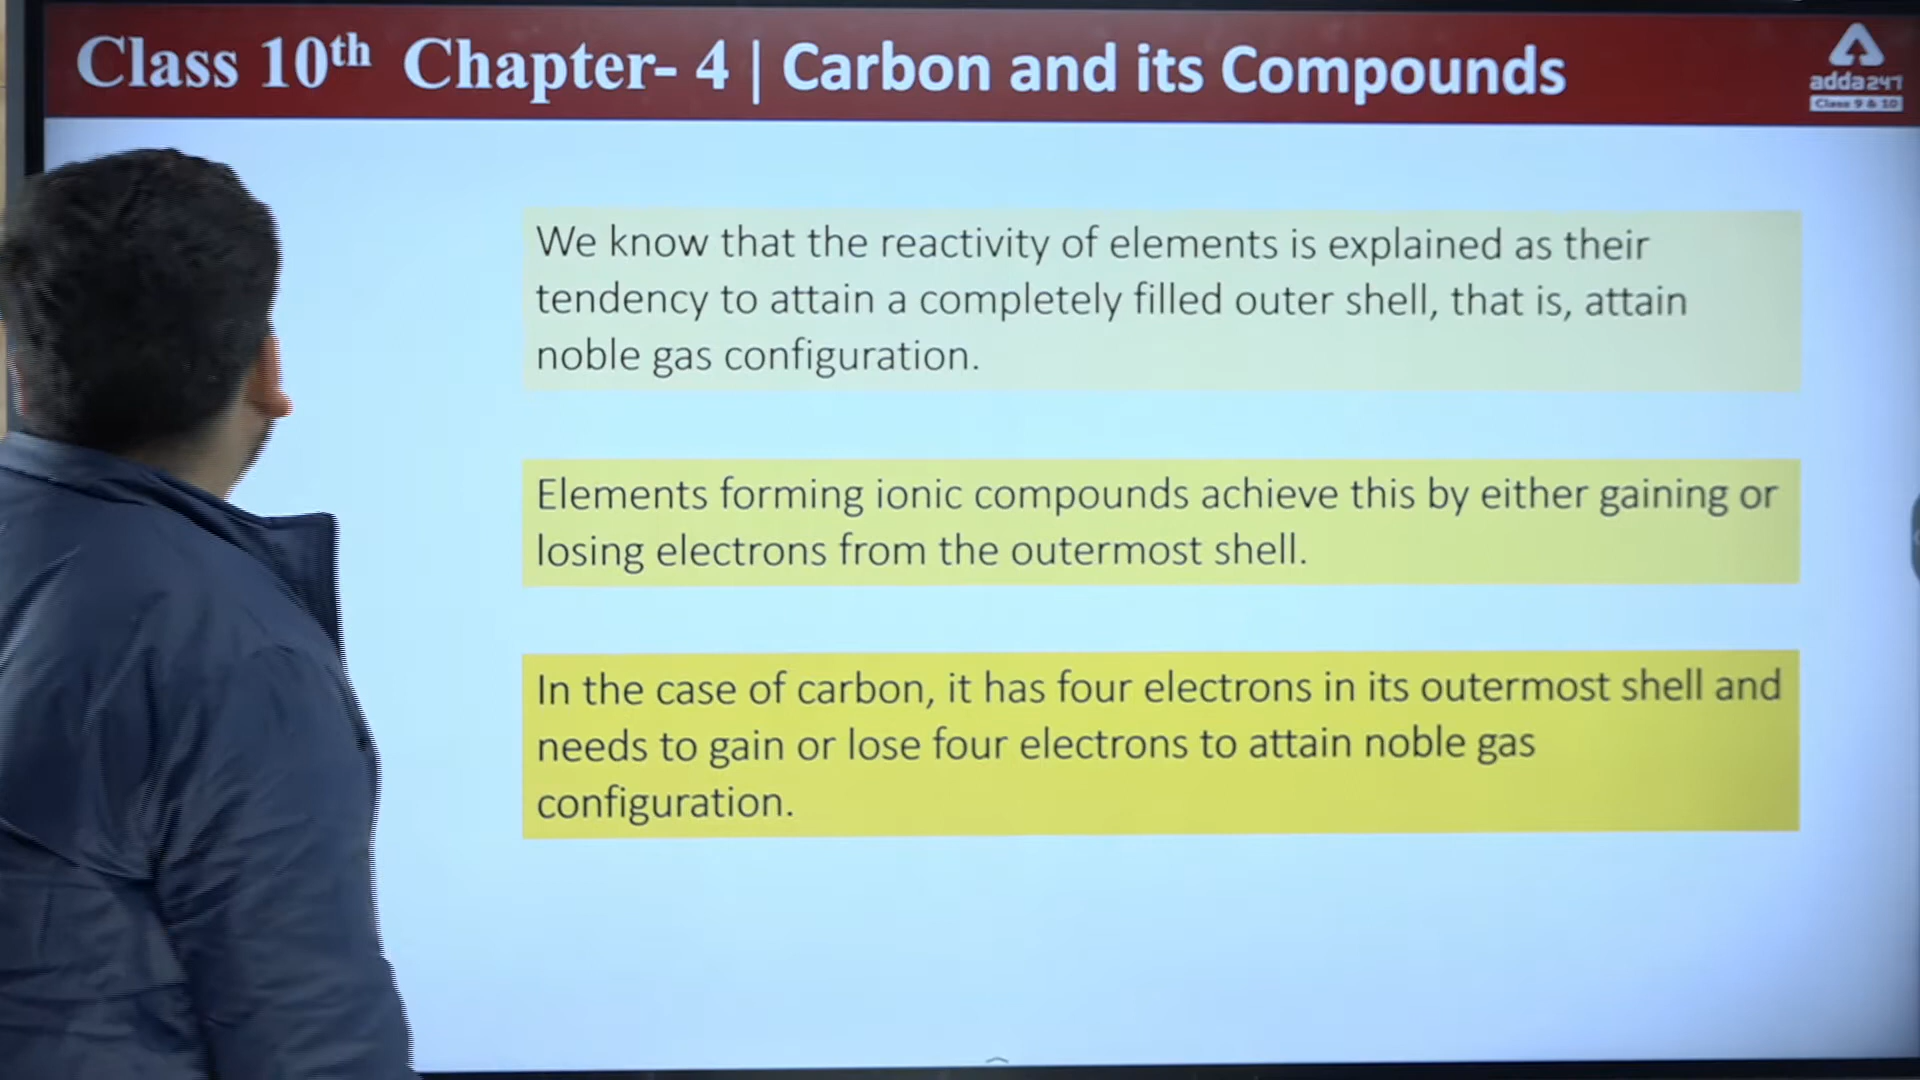 Class 10th Chapter- 4 | Carbon and its Compounds
adda247
Class 9 & 10
We know that the reactivity of elements is explained as their
tendency to attain a completely filled outer shell, that is, attain
noble gas configuration.
Elements forming ionic compounds achieve this by either gaining or
losing electrons from the outermost shell.
In the case of carbon, it has four electrons in its outermost shell and
needs to gain or lose four electrons to attain noble gas
configuration.